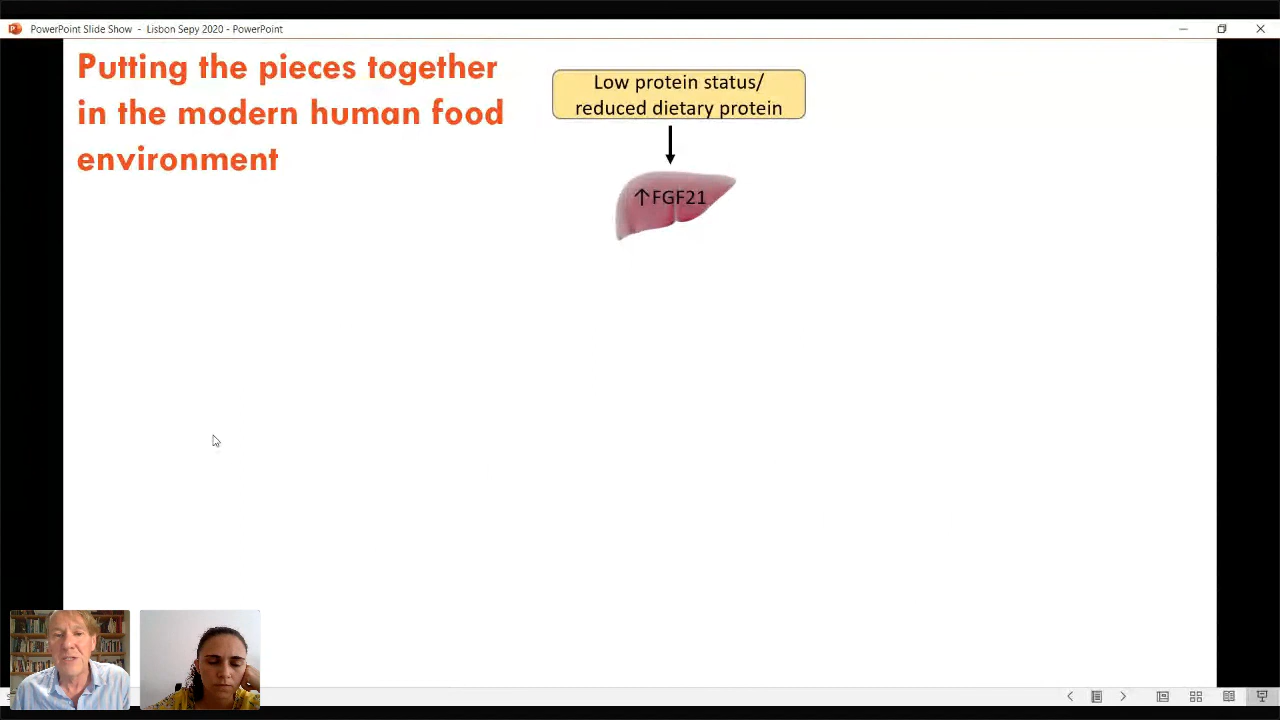 PowerPoint Slide Show - Lisbon Sepy 2020 - PowerPoint
Putting the pieces together
in the modern human food
environment
Low protein status/
reduced dietary protein
↑FGF21